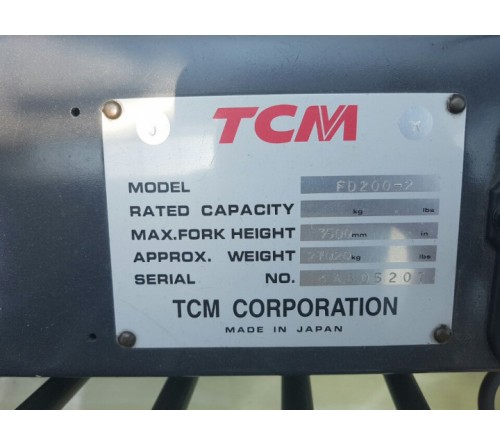 TCM
MODEL FD200-2
RATED CAPACITY kg lbs
MAX.FORK HEIGHT mm in
APPROX. WEIGHT kg lbs
SERIAL NO.
TCM CORPORATION
MADE IN JAPAN